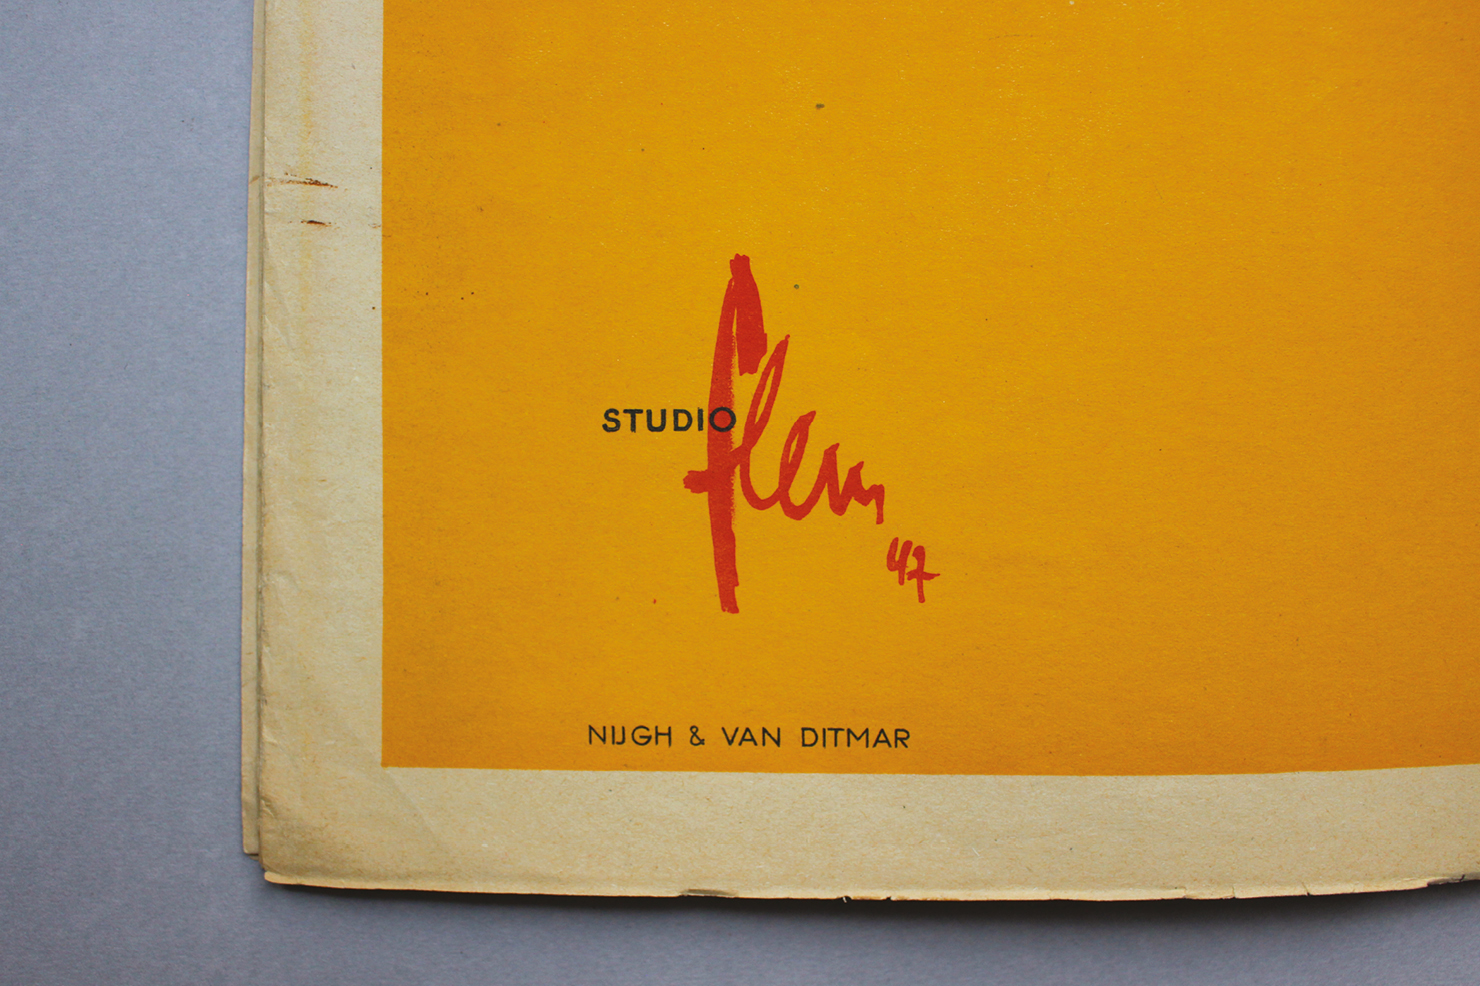 STUDIO flem
47
NIJGH & VAN DITMAR